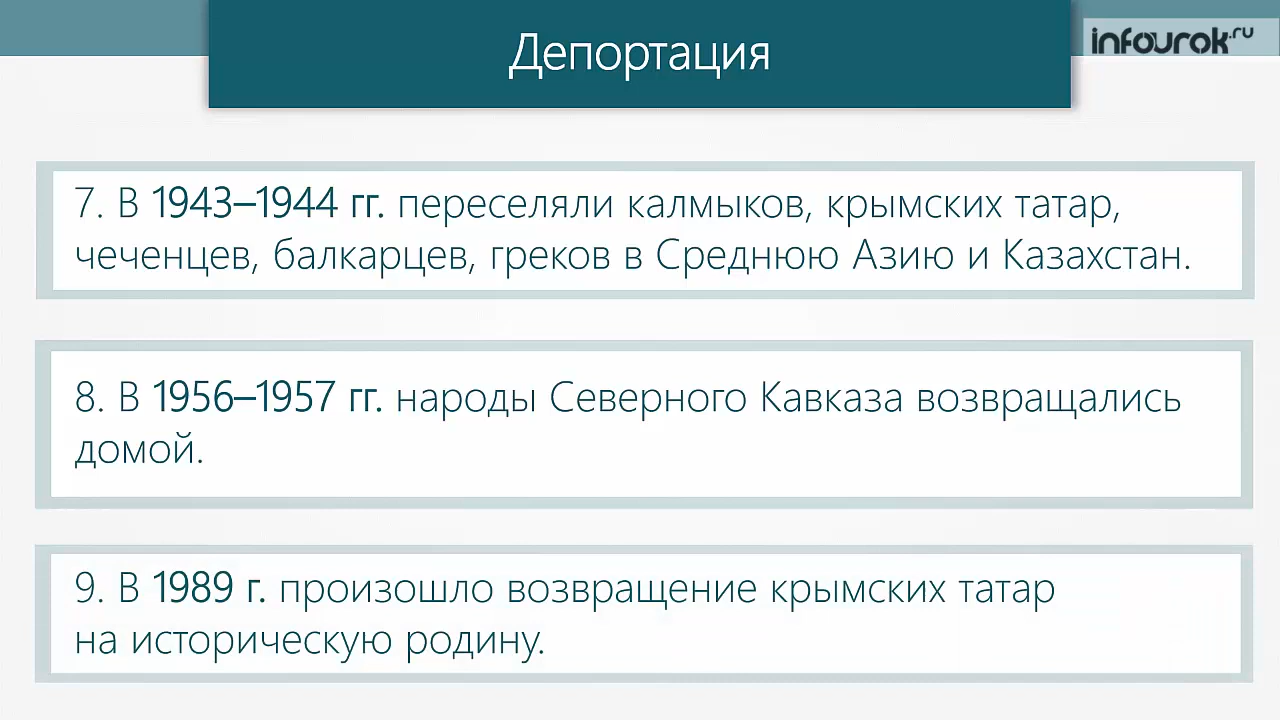 Депортация
infourok.ru
7. В 1943–1944 гг. переселяли калмыков, крымских татар,
чеченцев, балкарцев, греков в Среднюю Азию и Казахстан.
8. В 1956–1957 гг. народы Северного Кавказа возвращались
домой.
9. В 1989 г. произошло возвращение крымских татар
на историческую родину.